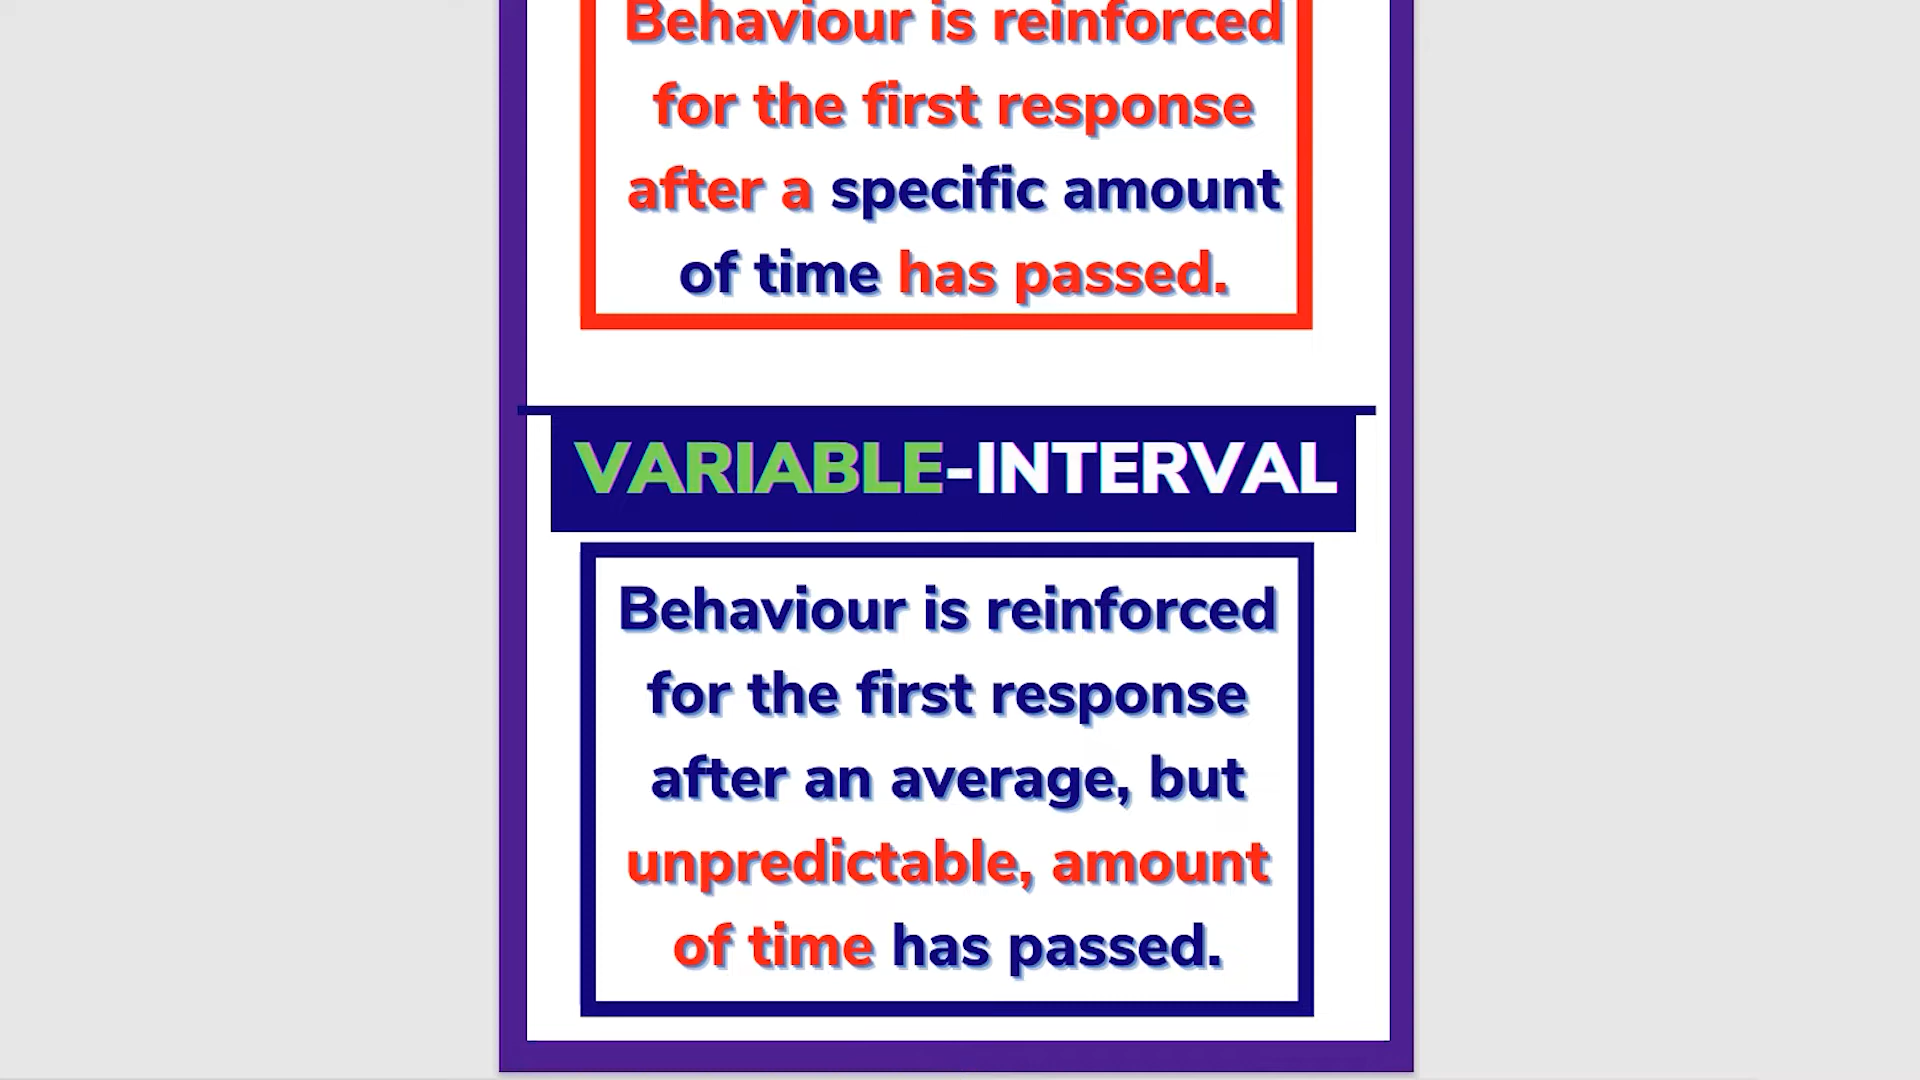 Behaviour is reinforced
for the first response
after a specific amount
of time has passed.
VARIABLE-INTERVAL
Behaviour is reinforced
for the first response
after an average, but
unpredictable, amount
of time has passed.